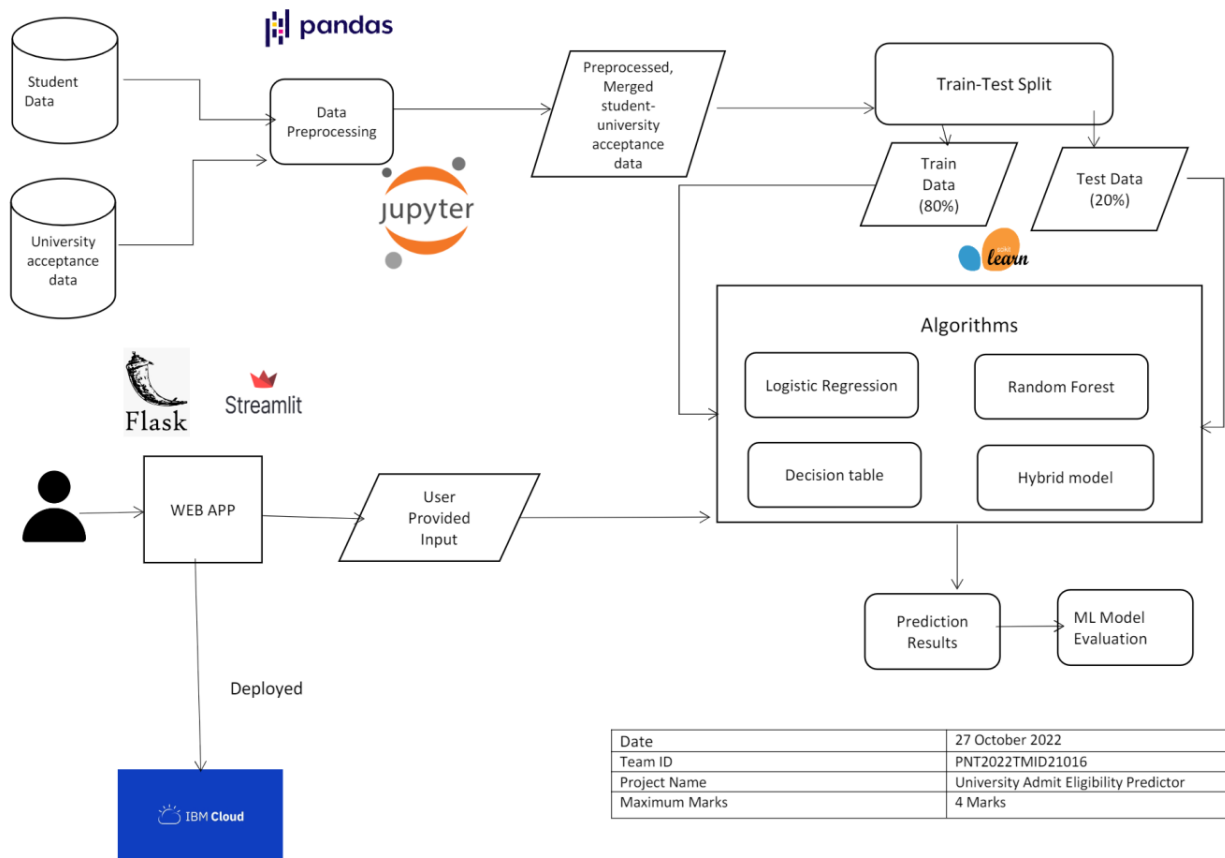 pandas
Student
Data
Data
Preprocessing
Preprocessed,
Merged
student-
university
acceptance
data
Train-Test Split
Train
Data
(80%)
Test Data
(20%)
University
acceptance
data
jupyter
scikit
learn
Algorithms
Logistic Regression
Random Forest
Decision table
Hybrid model
Flask
Streamlit
WEB APP
User
Provided
Input
Prediction
Results
ML Model
Evaluation
Deployed
IBM Cloud
Date 27 October 2022
Team ID PNT2022TMID21016
Project Name University Admit Eligibility Predictor
Maximum Marks 4 Marks